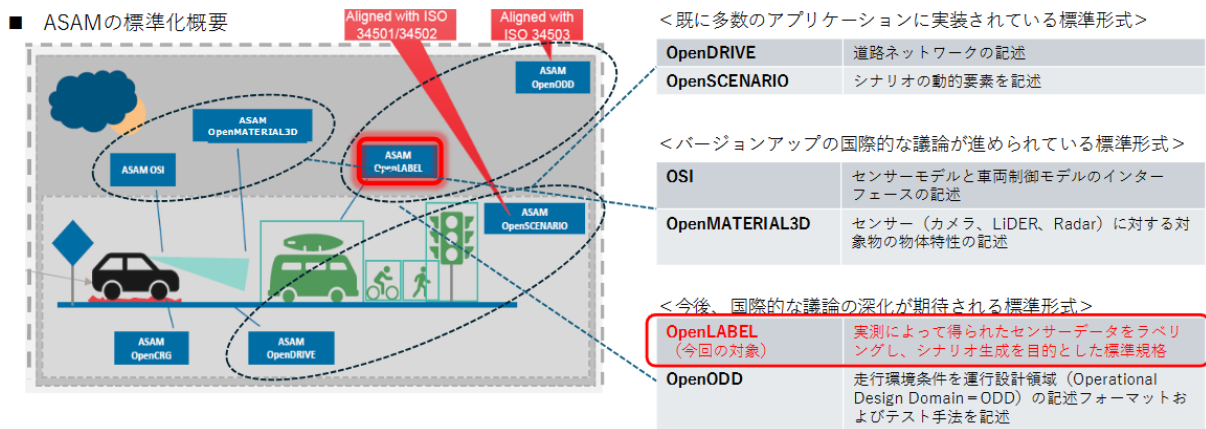 ■ ASAMの標準化概要
Aligned with ISO
34501/34502
Aligned with
ISO 34503
ASAM
OpenODD
ASAM
OpenMATERIAL3D
ASAM OSI
ASAM
OpenLABEL
ASAM
OpenSCENARIO
ASAM
OpenCRG
ASAM
OpenDRIVE
＜既に多数のアプリケーションに実装されている標準形式＞
OpenDRIVE 道路ネットワークの記述
OpenSCENARIO シナリオの動的要素を記述
＜バージョンアップの国際的な議論が進められている標準形式＞
OSI センサーモデルと車両制御モデルのインター
フェースの記述
OpenMATERIAL3D センサー（カメラ、LiDER、Radar）に対する対
象物の物体特性の記述
＜今後、国際的な議論の深化が期待される標準形式＞
OpenLABEL 実測によって得られたセンサーデータをラベリ
（今回の対象） ングし、シナリオ生成を目的とした標準規格
OpenODD 走行環境条件を運行設計領域（Operational
Design Domain＝ODD）の記述フォーマットお
よびテスト手法を記述